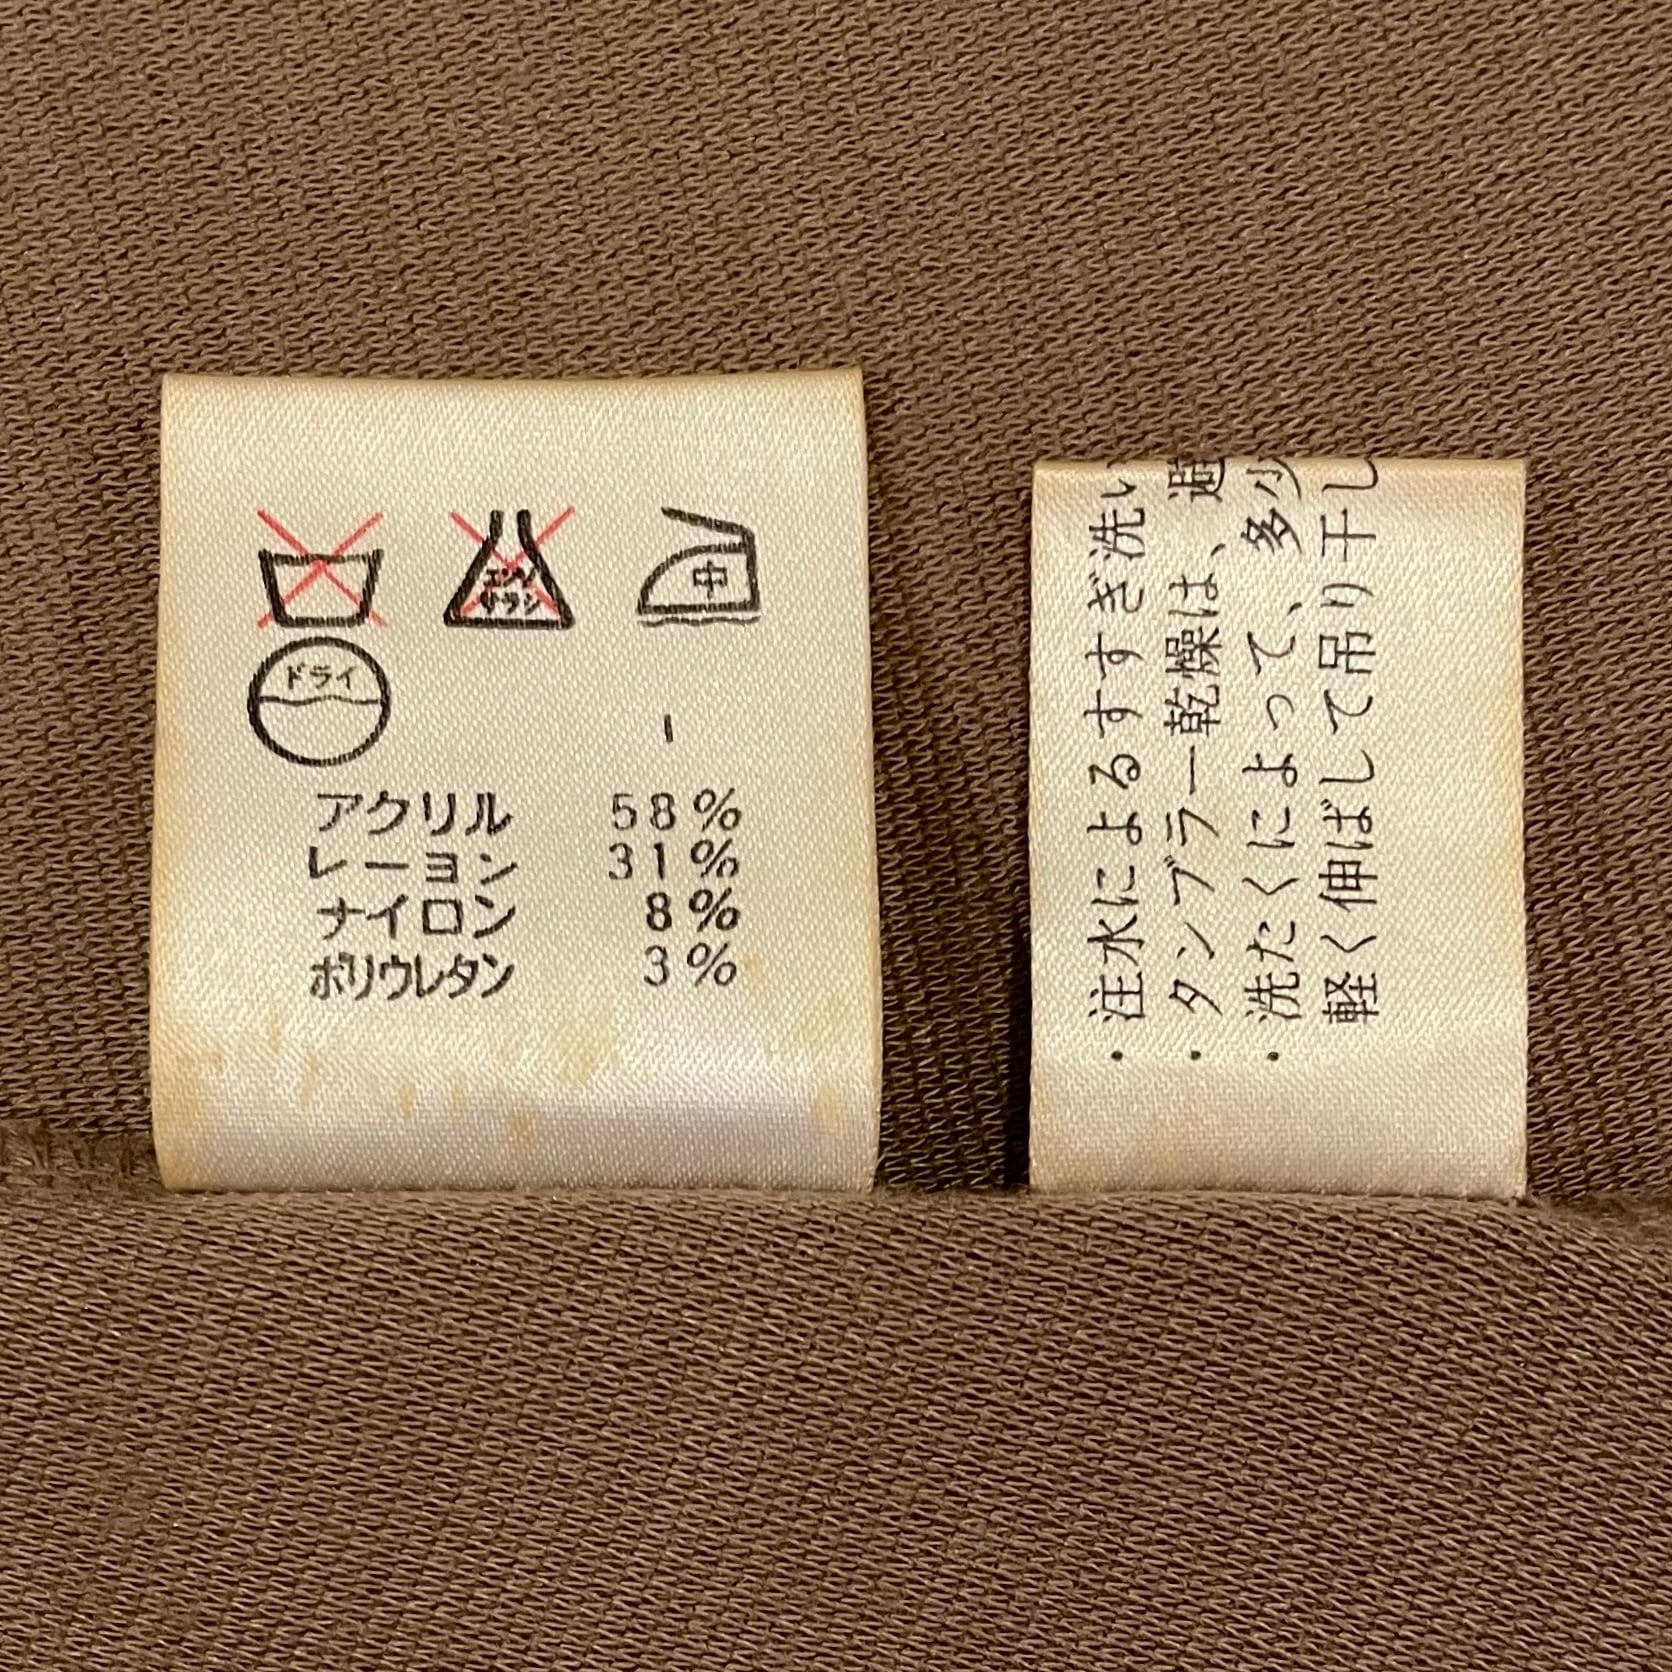 エンソ
サラシ
中
ドライ
アクリル 58%
レーヨン 31%
ナイロン 8%
ポリウレタン 3%
・注水によるすすぎ洗い
・タンブラー乾燥は、避
・洗たくによって、多少
軽く伸ばして吊り干し